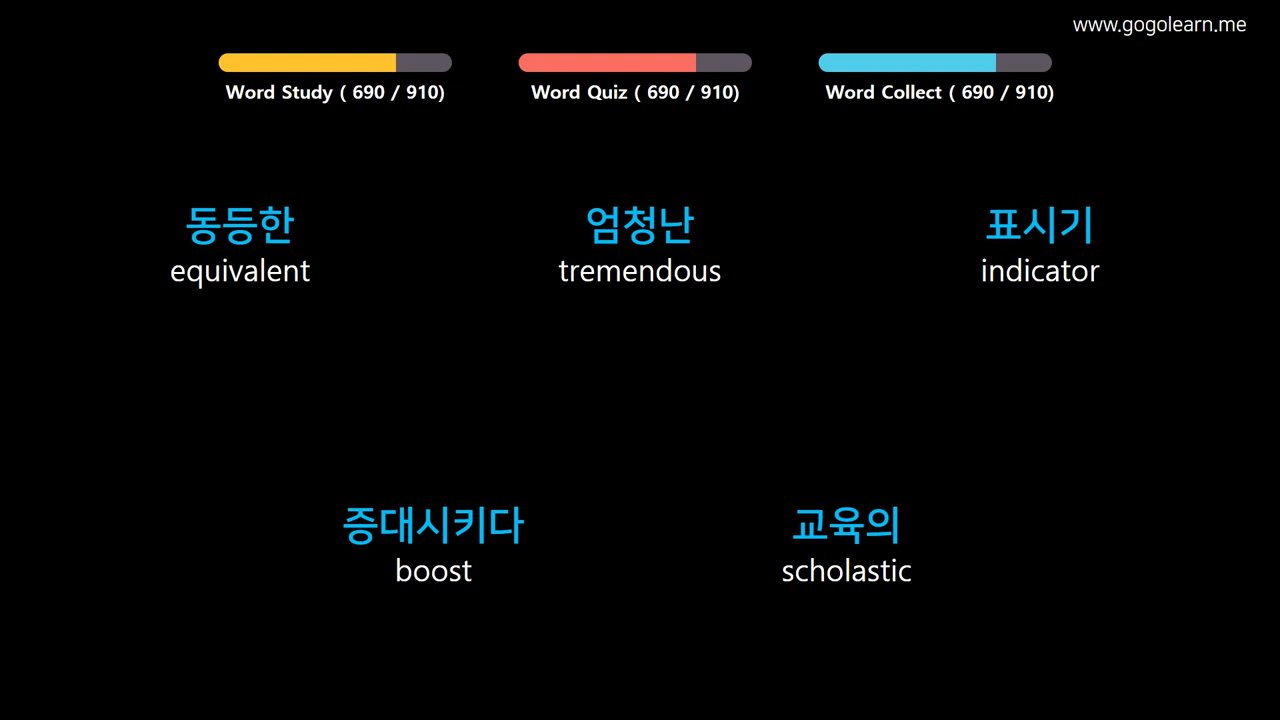 www.gogolearn.me
Word Study ( 690 / 910)
Word Quiz ( 690 / 910)
Word Collect ( 690 / 910)
동등한
equivalent
엄청난
tremendous
표시기
indicator
증대시키다
boost
교육의
scholastic